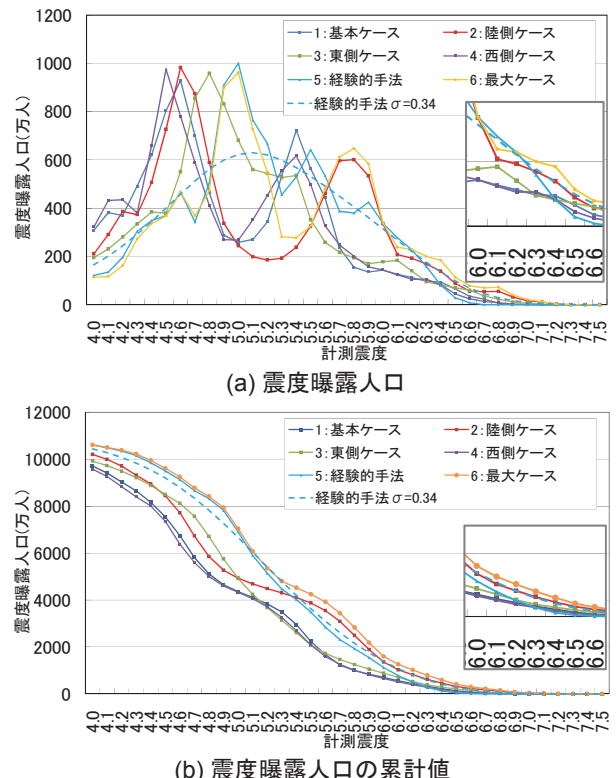 1:基本ケース
2:陸側ケース
3:東側ケース
4:西側ケース
5:経験的手法
6:最大ケース
経験的手法σ=0.34
震度曝露人口(万人)
1200
1000
800
600
400
200
0
4.0 4.1 4.2 4.3 4.4 4.5 4.6 4.7 4.8 4.9 5.0 5.1 5.2 5.3 5.4 5.5 5.6 5.7 5.8 5.9 6.0 6.1 6.2 6.3 6.4 6.5 6.6 6.7 6.8 6.9 7.0 7.1 7.2 7.3 7.4 7.5
6.0 6.1 6.2 6.3 6.4 6.5 6.6
計測震度
(a) 震度曝露人口
1:基本ケース
2:陸側ケース
3:東側ケース
4:西側ケース
5:経験的手法
6:最大ケース
経験的手法σ=0.34
震度曝露人口(万人)
12000
10000
8000
6000
4000
2000
0
4.0 4.1 4.2 4.3 4.4 4.5 4.6 4.7 4.8 4.9 5.0 5.1 5.2 5.3 5.4 5.5 5.6 5.7 5.8 5.9 6.0 6.1 6.2 6.3 6.4 6.5 6.6 6.7 6.8 6.9 7.0 7.1 7.2 7.3 7.4 7.5
6.0 6.1 6.2 6.3 6.4 6.5 6.6
計測震度
(b) 震度曝露人口の累計値